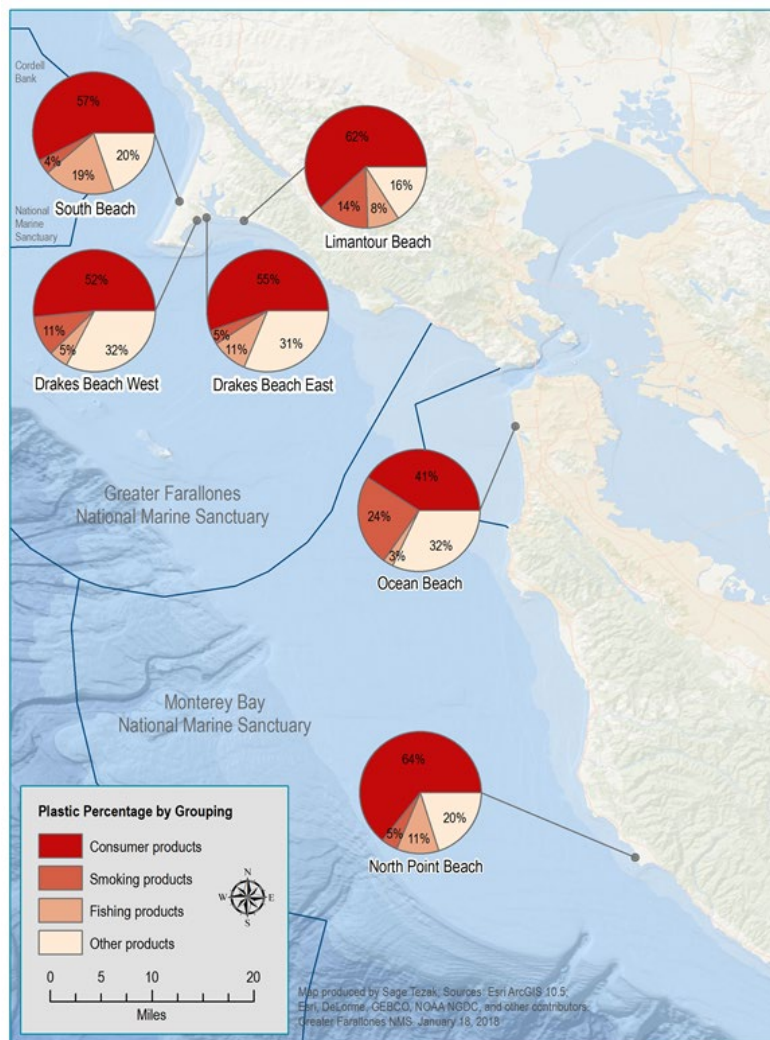 Cordell
Bank
57%
4%
19%
20%
South Beach
62%
14%
8%
16%
Limantour Beach
National
Marine
Sanctuary
52%
11%
5%
32%
Drakes Beach West
55%
5%
11%
31%
Drakes Beach East
41%
24%
3%
32%
Ocean Beach
Greater Farallones
National Marine Sanctuary
Monterey Bay
National Marine Sanctuary
64%
5%
11%
20%
North Point Beach
Plastic Percentage by Grouping
Consumer products
Smoking products
Fishing products
Other products
N
W E
S
0 5 10 20
Miles
Map produced by Sage Tezak; Sources: Esri ArcGIS 10.5;
Esri, DeLorme, GEBCO, NOAA NGDC, and other contributors;
Greater Farallones NMS. January 18, 2018